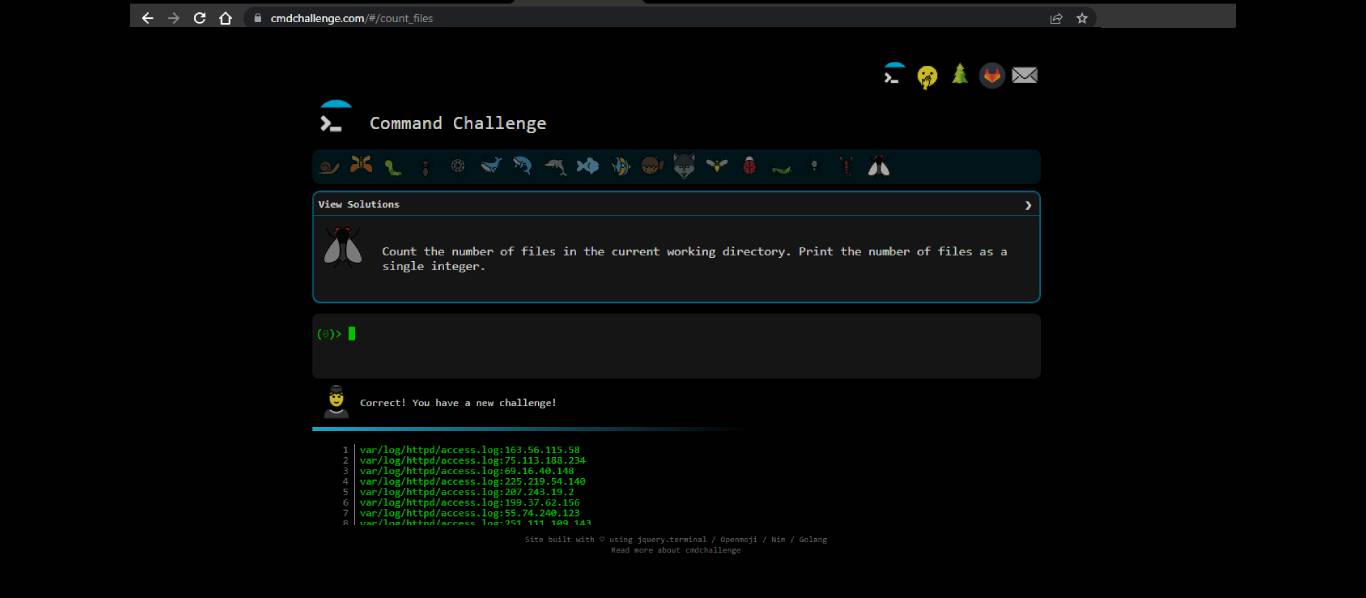 cmdchallenge.com/#/count_files
Command Challenge
View Solutions
Count the number of files in the current working directory. Print the number of files as a
single integer.
(0)>
Correct! You have a new challenge!
1 var/log/httpd/access.log:163.56.115.58
2 var/log/httpd/access.log:75.113.188.234
3 var/log/httpd/access.log:69.16.40.148
4 var/log/httpd/access.log:225.219.54.140
5 var/log/httpd/access.log:207.243.19.2
6 var/log/httpd/access.log:199.37.62.156
7 var/log/httpd/access.log:55.74.240.123
8 var/log/httpd/access.log:251.111.109.143
Site built with ♡ using jquery.terminal / Openmoji / Nim / Golang
Read more about cmdchallenge